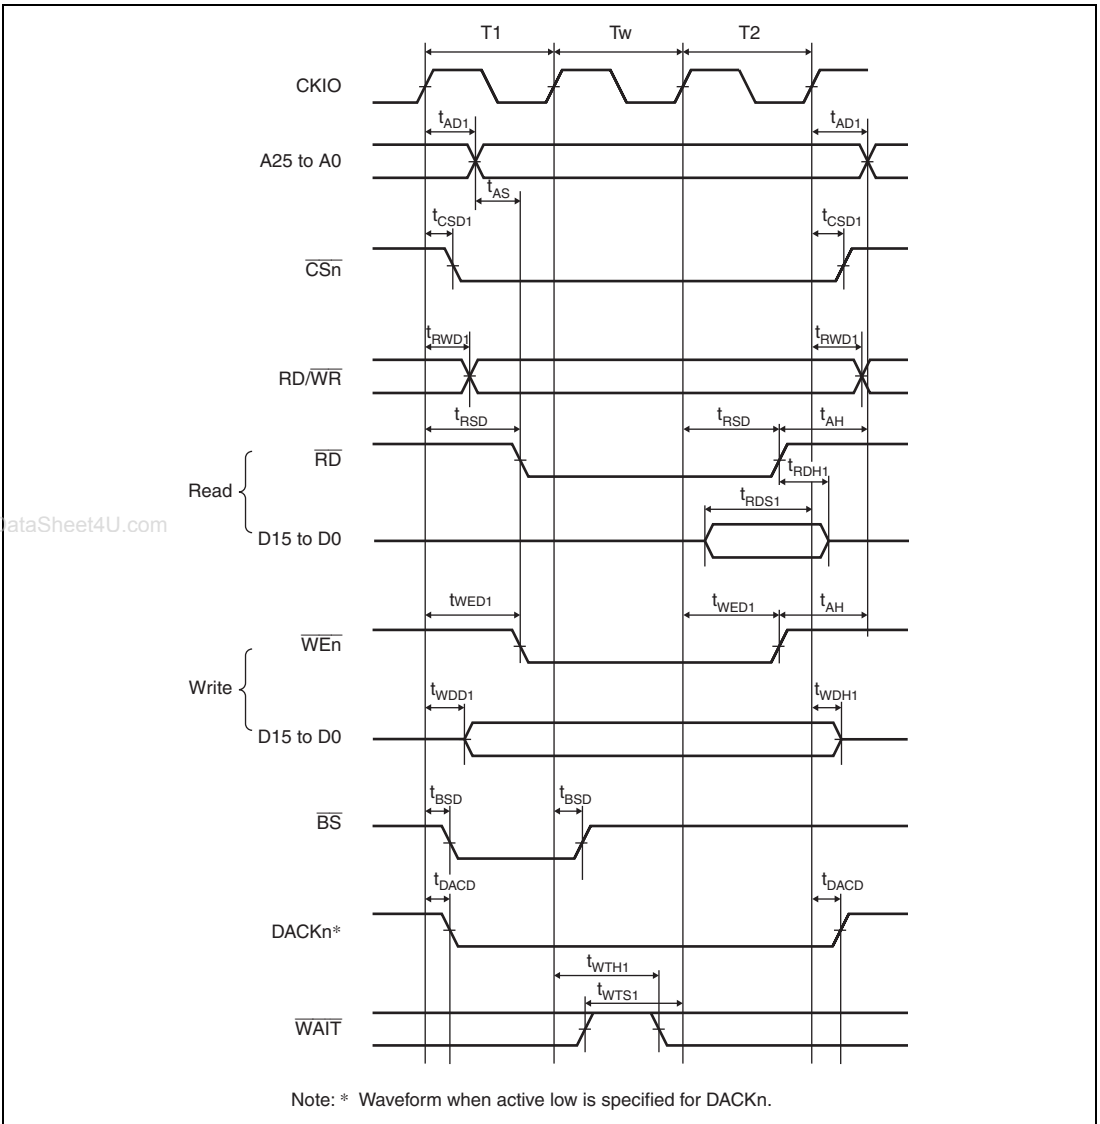 T1 Tw T2
CKIO
tAD1 tAD1
A25 to A0
tAS
tCSD1 tCSD1
CSn
tRWD1 tRWD1
RD/WR
tRSD tRSD tAH
RD
tRDH1
Read
tRDS1
DataSheet4U.com
D15 to D0
tWED1 tWED1 tAH
WEn
Write
tWDD1 tWDH1
D15 to D0
tBSD tBSD
BS
tDACD tDACD
DACKn*
tWTH1
tWTS1
WAIT
Note: * Waveform when active low is specified for DACKn.